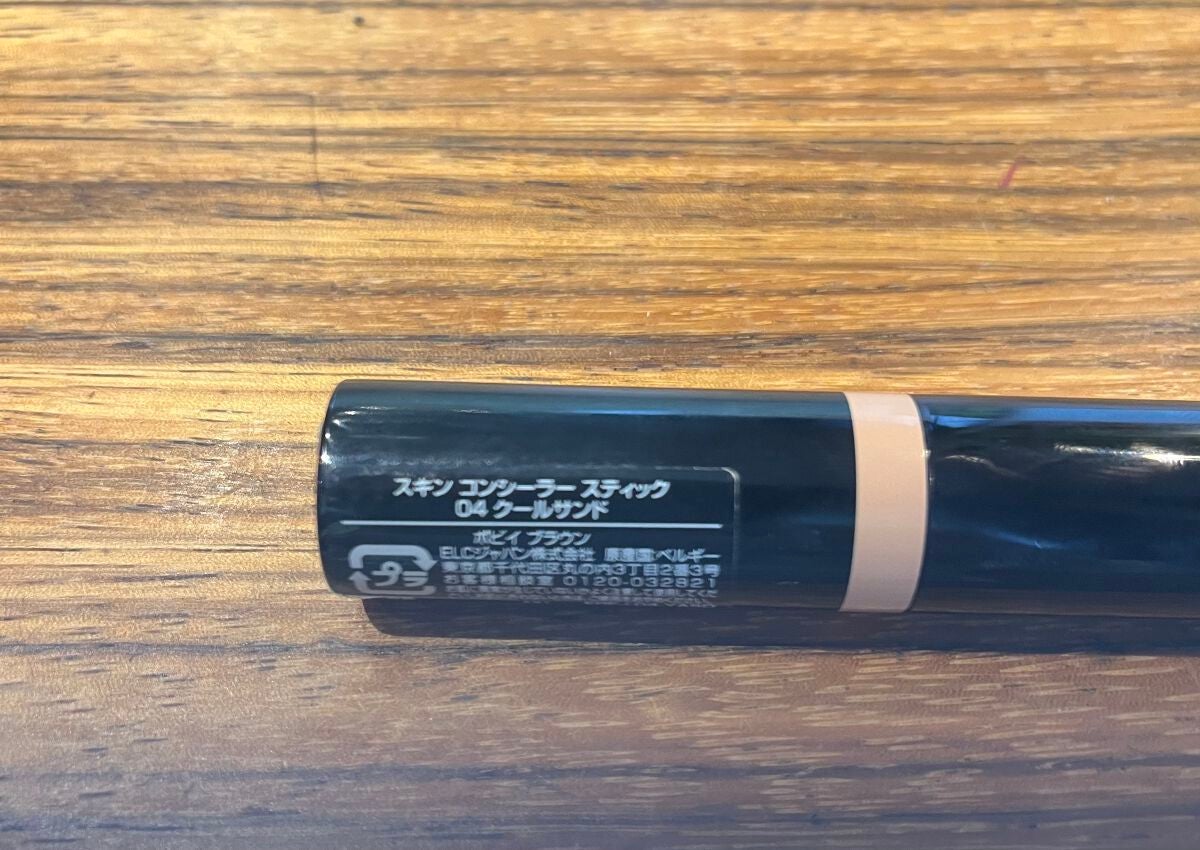 スキン コンシーラー スティック
04 クールサンド
ボビイ ブラウン
ELCジャパン株式会社 原産国:ベルギー
東京都千代田区丸の内3丁目2番3号
お客様相談室 0120-032821
プラ